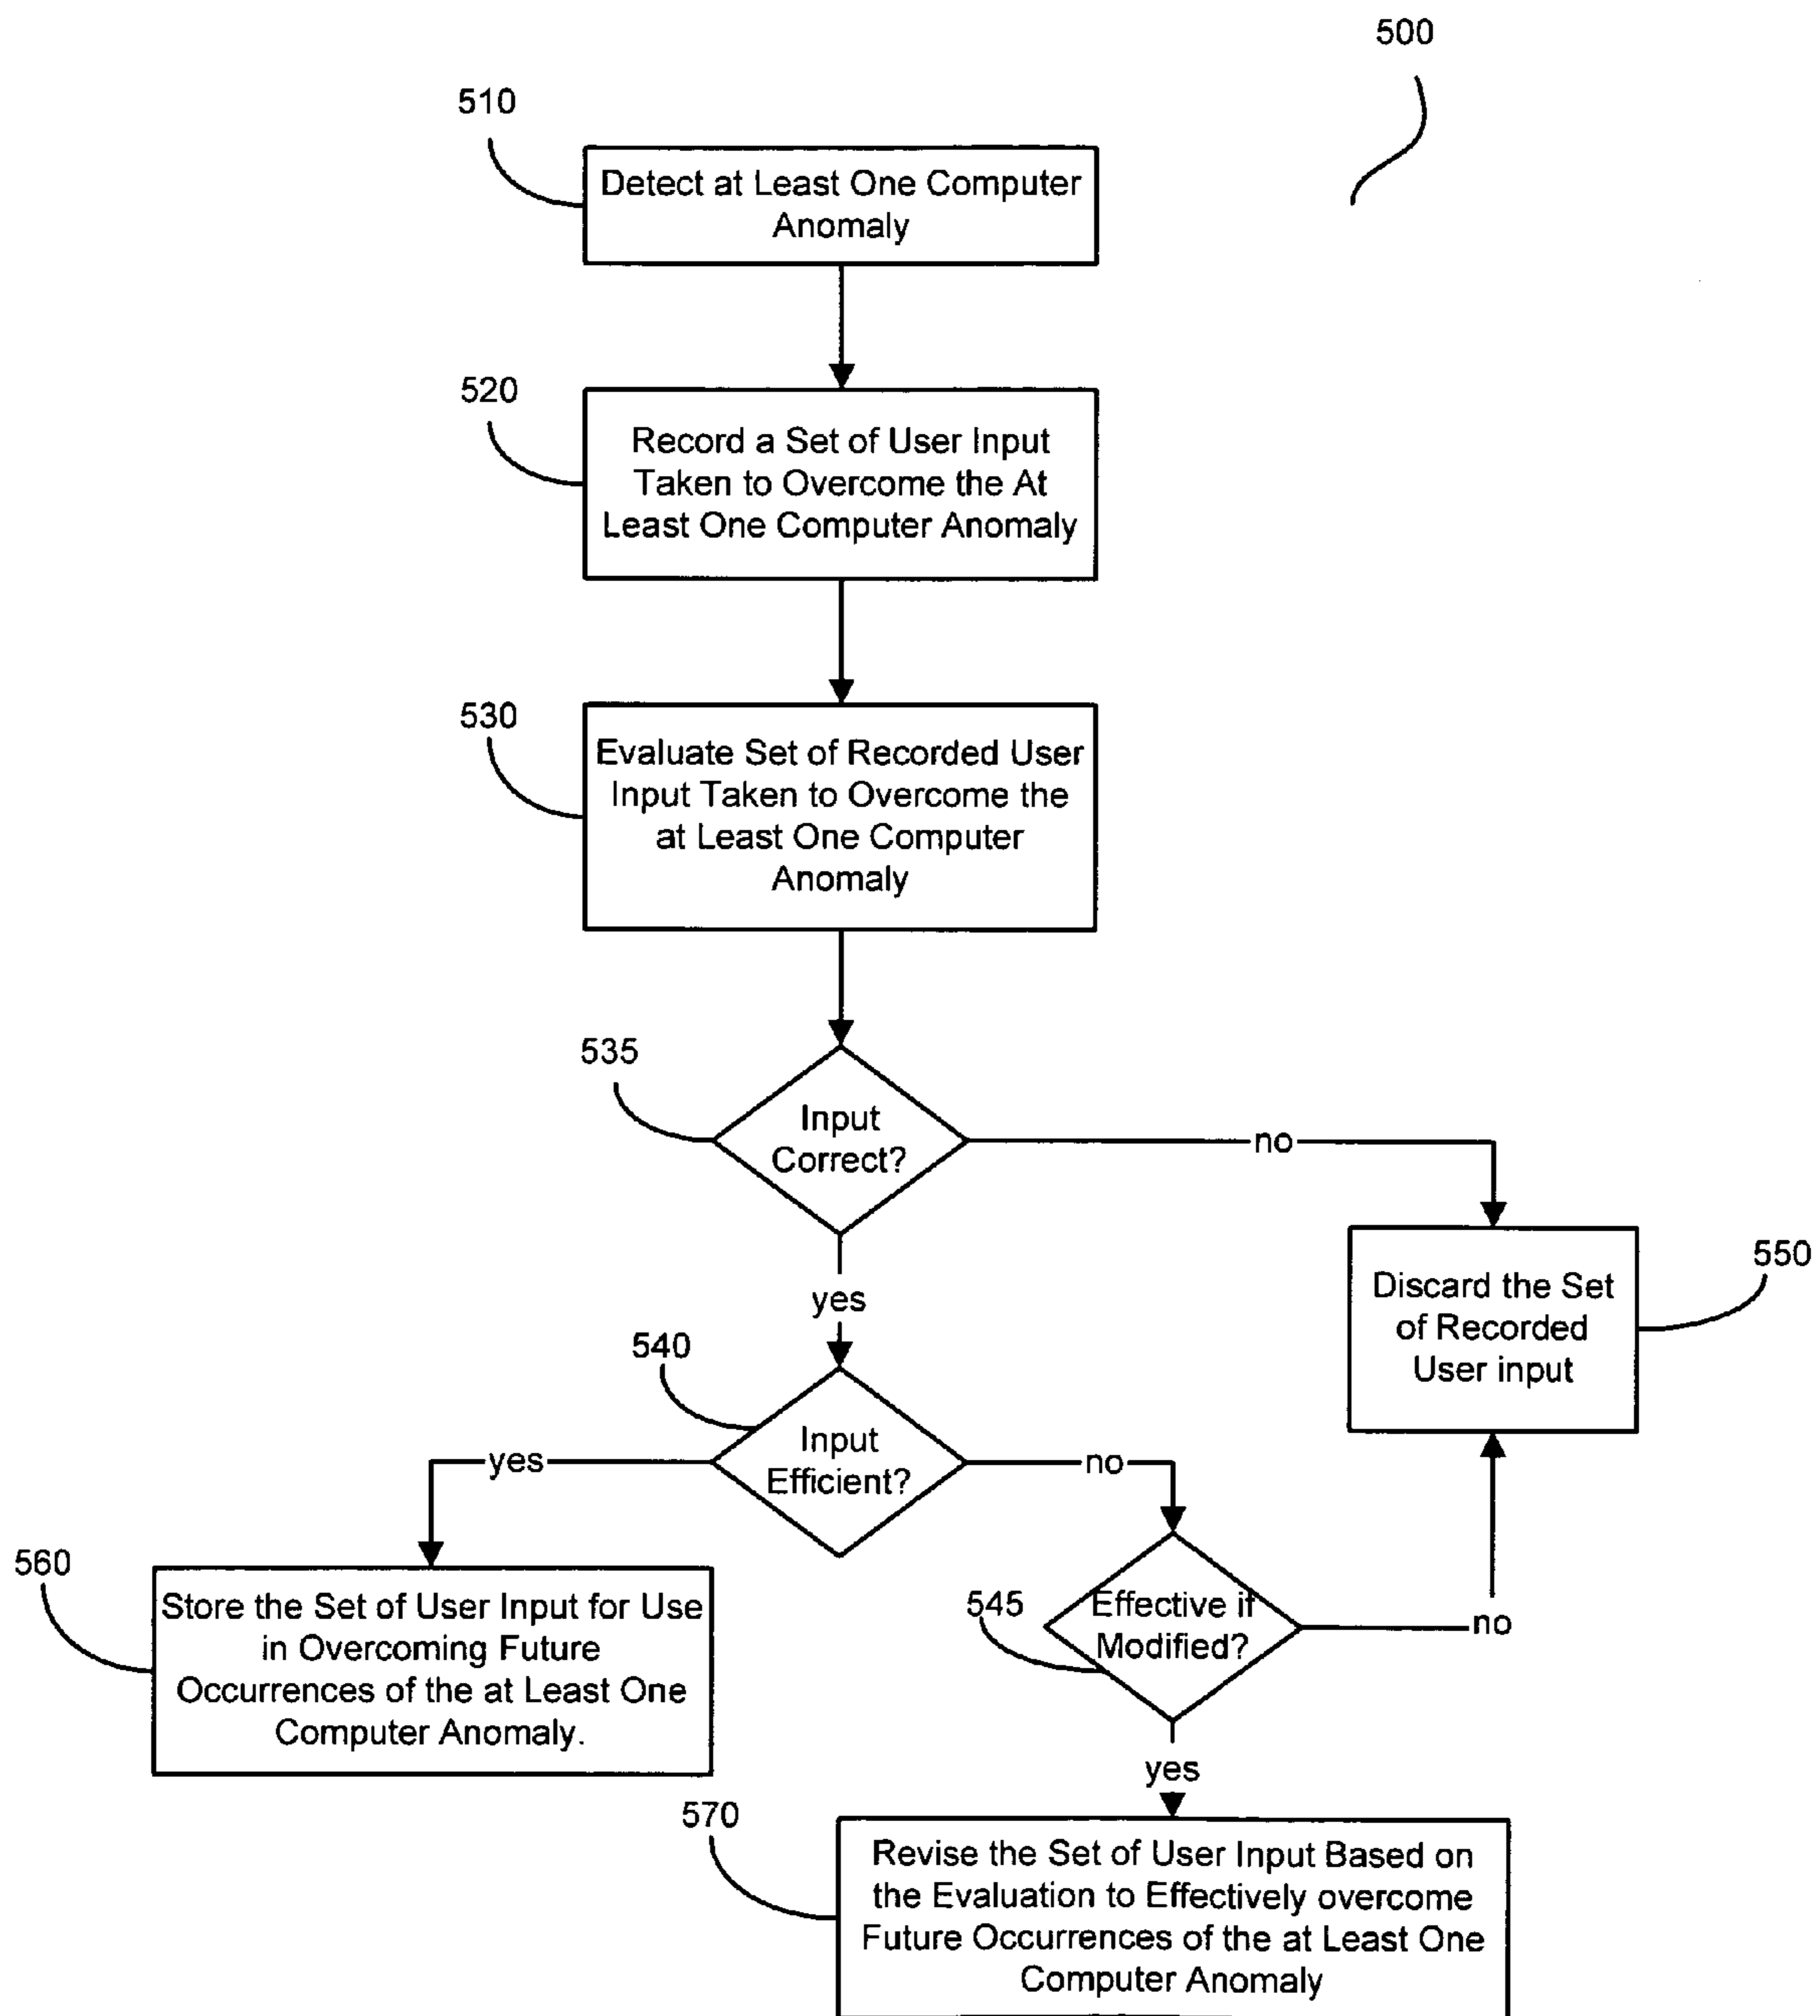 500
510
Detect at Least One Computer
Anomaly
520
Record a Set of User Input
Taken to Overcome the At
Least One Computer Anomaly
530
Evaluate Set of Recorded User
Input Taken to Overcome the
at Least One Computer
Anomaly
535
Input
Correct?
no
yes
550
Discard the Set
of Recorded
User input
540
Input
Efficient?
yes
no
560
Store the Set of User Input for Use
in Overcoming Future
Occurrences of the at Least One
Computer Anomaly.
545
Effective if
Modified?
no
yes
570
Revise the Set of User Input Based on
the Evaluation to Effectively overcome
Future Occurrences of the at Least One
Computer Anomaly